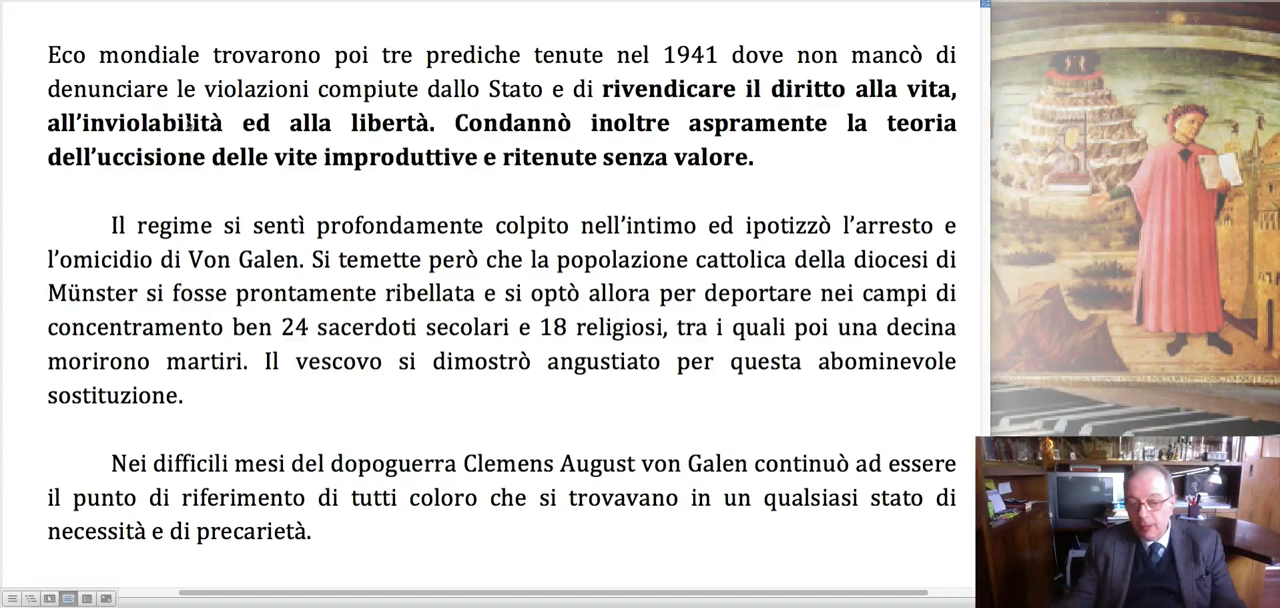 Eco mondiale trovarono poi tre prediche tenute nel 1941 dove non mancò di
denunciare le violazioni compiute dallo Stato e di rivendicare il diritto alla vita,
all’inviolabilità ed alla libertà. Condannò inoltre aspramente la teoria
dell’uccisione delle vite improduttive e ritenute senza valore.
Il regime si sentì profondamente colpito nell’intimo ed ipotizzò l’arresto e
l’omicidio di Von Galen. Si temette però che la popolazione cattolica della diocesi di
Münster si fosse prontamente ribellata e si optò allora per deportare nei campi di
concentramento ben 24 sacerdoti secolari e 18 religiosi, tra i quali poi una decina
morirono martiri. Il vescovo si dimostrò angustiato per questa abominevole
sostituzione.
Nei difficili mesi del dopoguerra Clemens August von Galen continuò ad essere
il punto di riferimento di tutti coloro che si trovavano in un qualsiasi stato di
necessità e di precarietà.